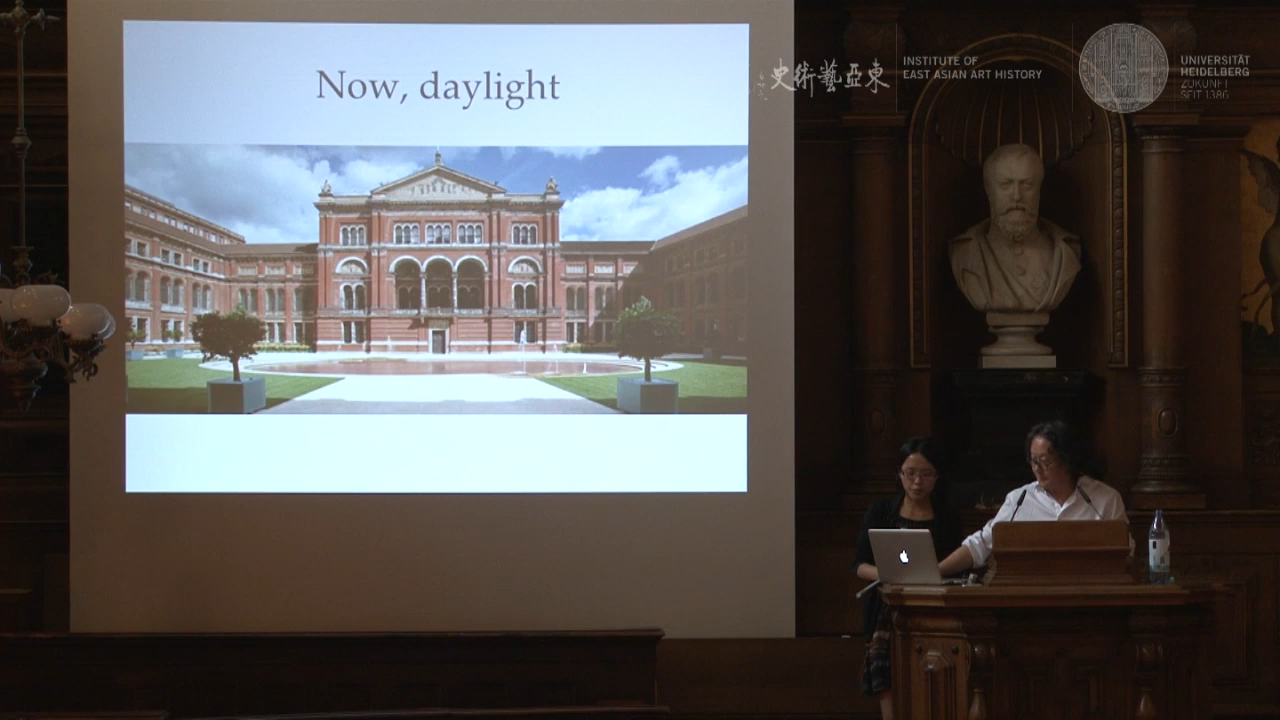 Now, daylight
史術藝亞東
INSTITUTE OF
EAST ASIAN ART HISTORY
UNIVERSITÄT
HEIDELBERG
ZUKUNFT
SEIT 1386